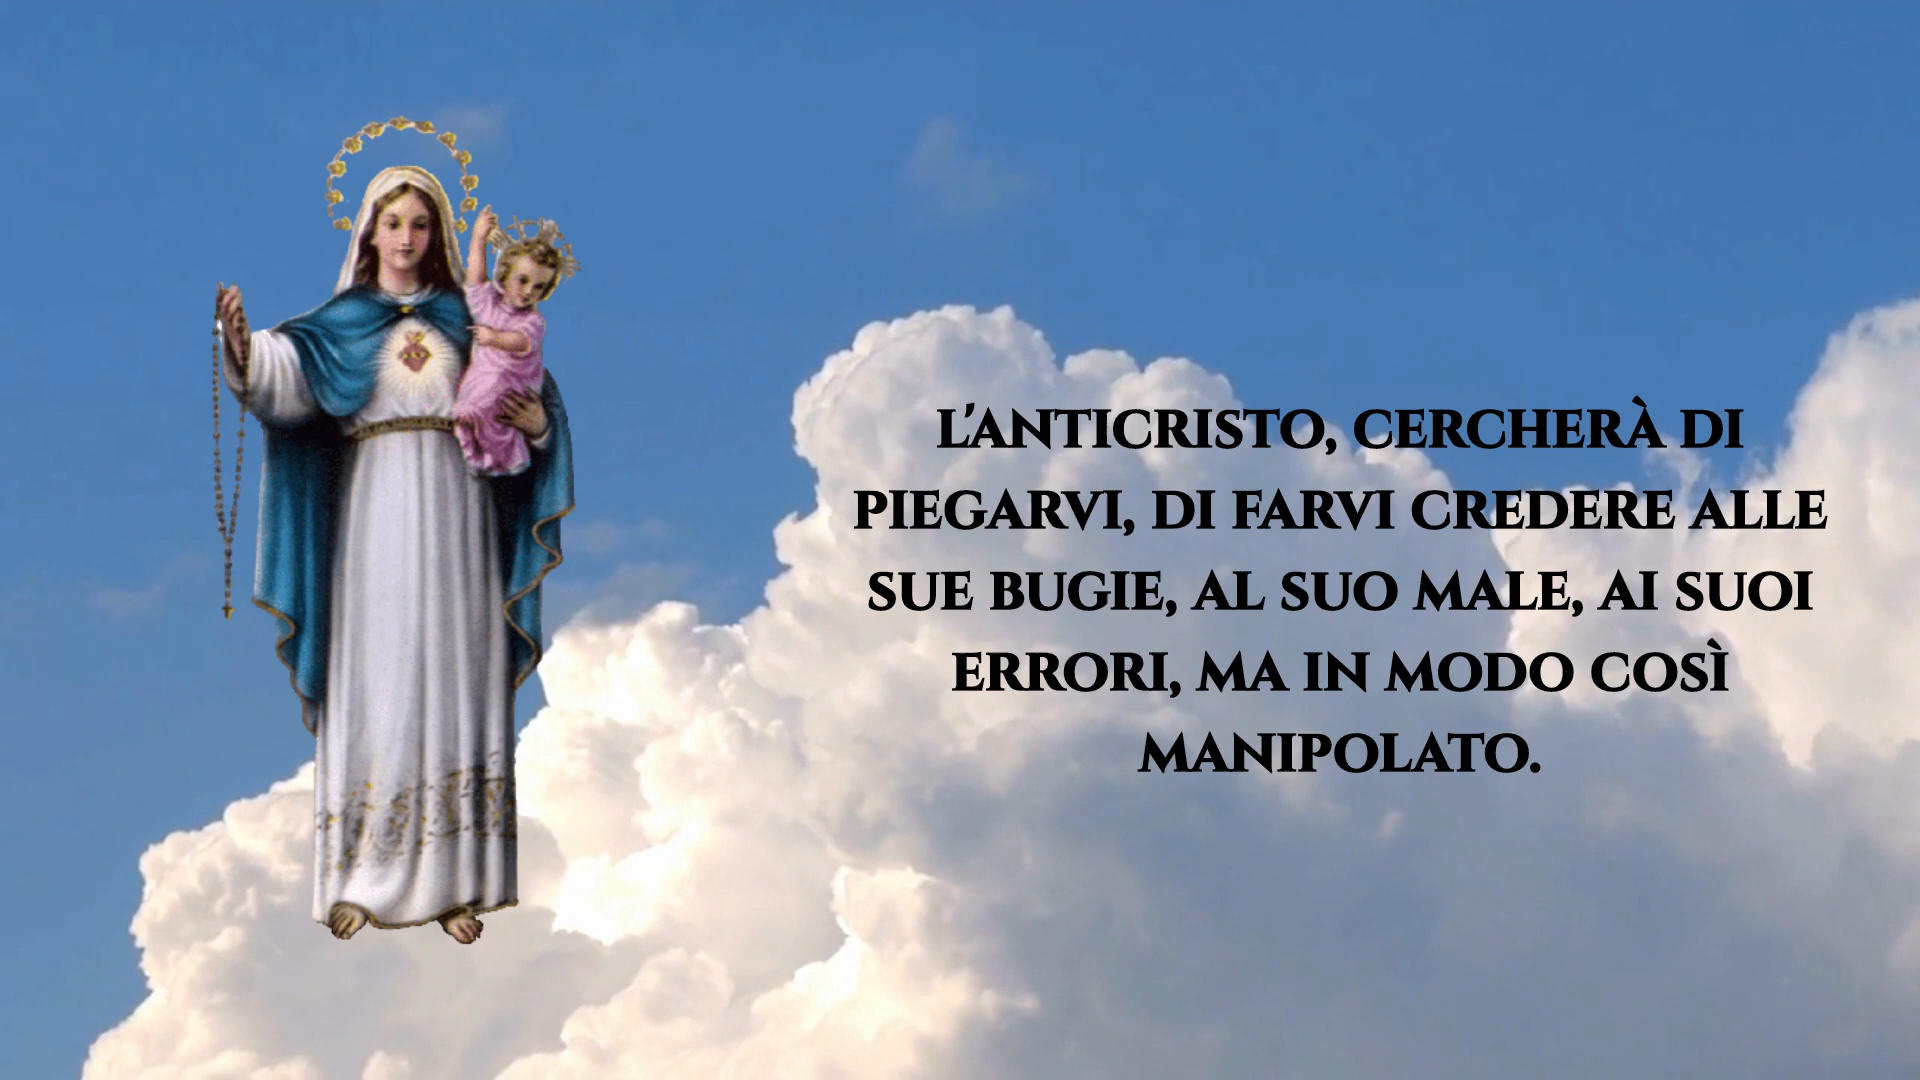 L'ANTICRISTO, CERCHERÀ DI
PIEGARVI, DI FARVI CREDERE ALLE
SUE BUGIE, AL SUO MALE, AI SUOI
ERRORI, MA IN MODO COSÌ
MANIPOLATO.